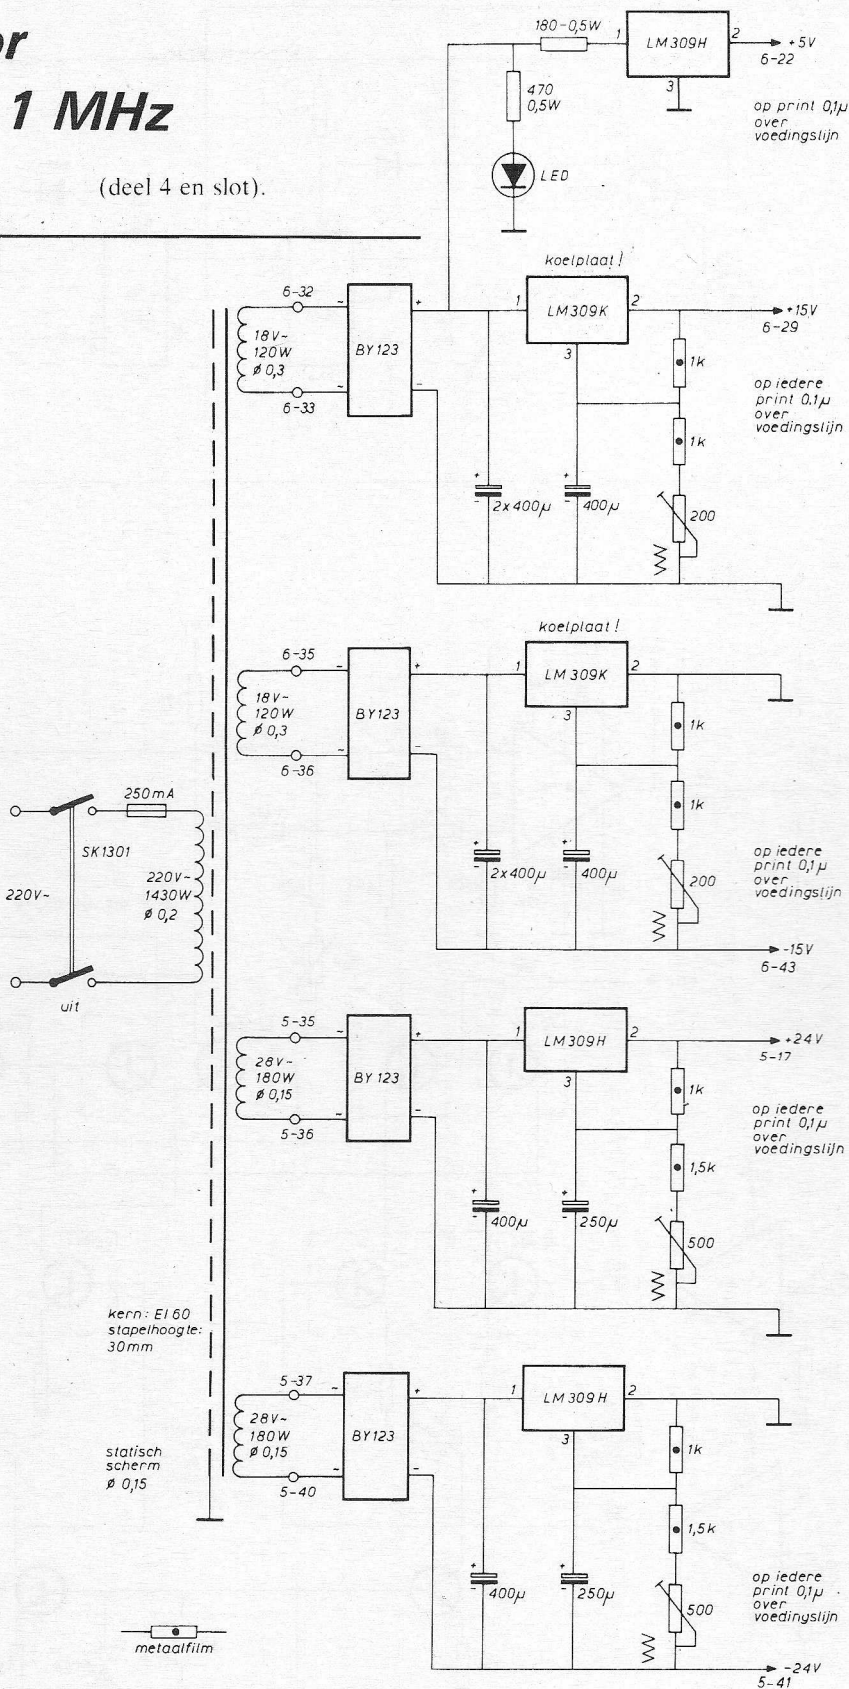 or
1 MHz
(deel 4 en slot).
180-0,5W
1
LM309H
2
+5V
6-22
3
470
0,5W
op print 0,1µ
over
voedingslijn
LED
koelplaat!
6-32
~
+
1
LM309K
2
+15V
6-29
18V~
120W
ø 0,3
BY123
3
1k
6-33
~
-
op iedere
print 0,1µ
over
voedingslijn
1k
+
-
2x400µ
+
-
400µ
200
koelplaat!
6-35
~
+
1
LM309K
2
18V~
120W
ø 0,3
BY123
3
1k
6-36
~
-
1k
250mA
SK1301
220V~
220V~
1430W
ø 0,2
uit
+
-
2x400µ
+
-
400µ
200
op iedere
print 0,1µ
over
voedingslijn
-15V
6-43
5-35
~
+
1
LM309H
2
+24V
5-17
28V~
180W
ø 0,15
BY123
3
1k
5-36
~
-
op iedere
print 0,1µ
over
voedingslijn
1,5k
+
-
400µ
+
-
250µ
500
kern: EI60
stapelhoogte:
30mm
5-37
~
+
1
LM309H
2
28V~
180W
ø 0,15
BY123
3
1k
5-40
~
-
statisch
scherm
ø 0,15
1,5k
+
-
400µ
+
-
250µ
500
op iedere
print 0,1µ
over
voedingslijn
metaalfilm
-24V
5-41